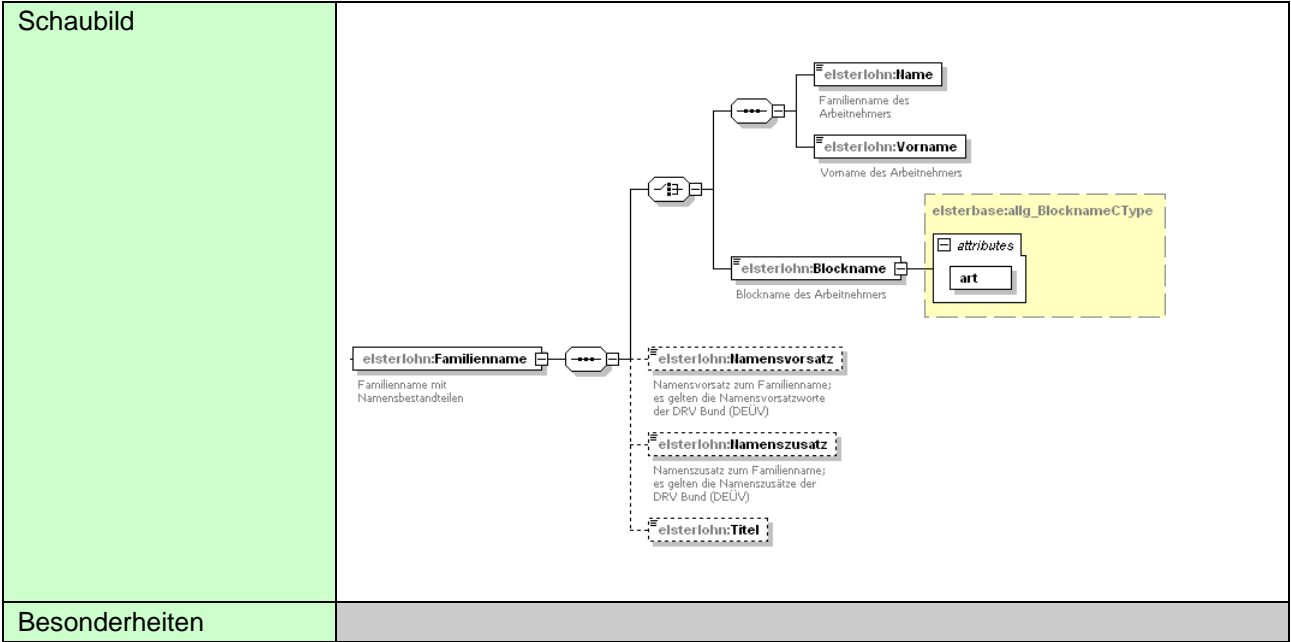 Schaubild
elsterlohn:Name
Familienname des
Arbeitnehmers
elsterlohn:Vorname
Vorname des Arbeitnehmers
elsterbase:allg_BlocknameCType
attributes
art
elsterlohn:Blockname
Blockname des Arbeitnehmers
elsterlohn:Familienname
Familienname mit
Namensbestandteilen
elsterlohn:Namensvorsatz
Namensvorsatz zum Familienname;
es gelten die Namensvorsatzworte
der DRV Bund (DEÜV)
elsterlohn:Namenszusatz
Namenszusatz zum Familienname;
es gelten die Namenszusätze der
DRV Bund (DEÜV)
elsterlohn:Titel
Besonderheiten